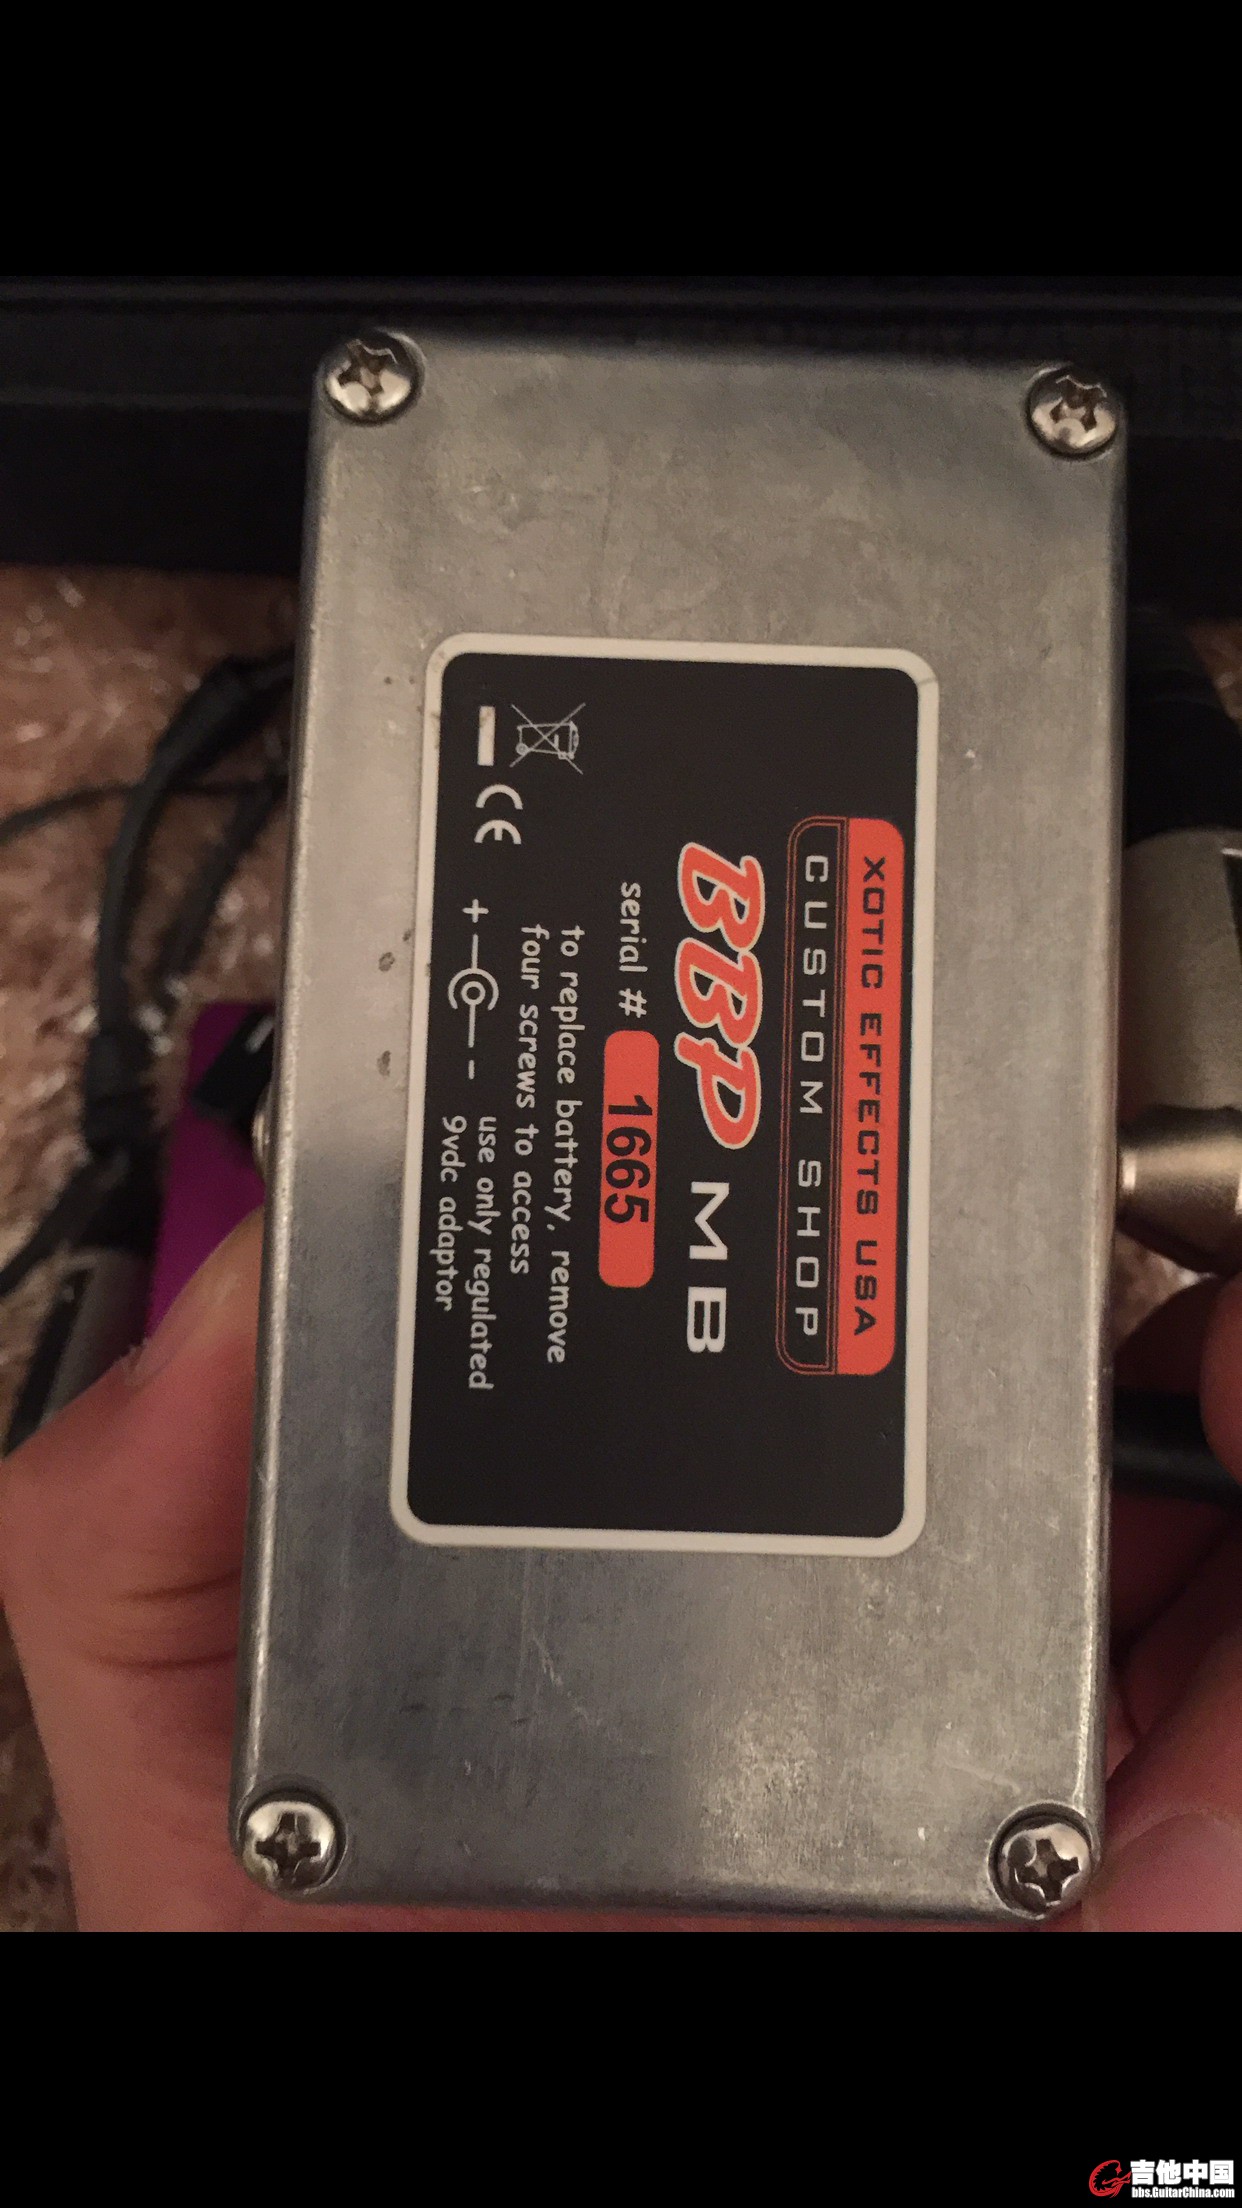 XOTIC EFFECTS USA
CUSTOM SHOP
BBP MB
serial # 1665
to replace battery, remove
four screws to access
CE + - use only regulated
9vdc adaptor
吉他中国
bbs.GuitarChina.com